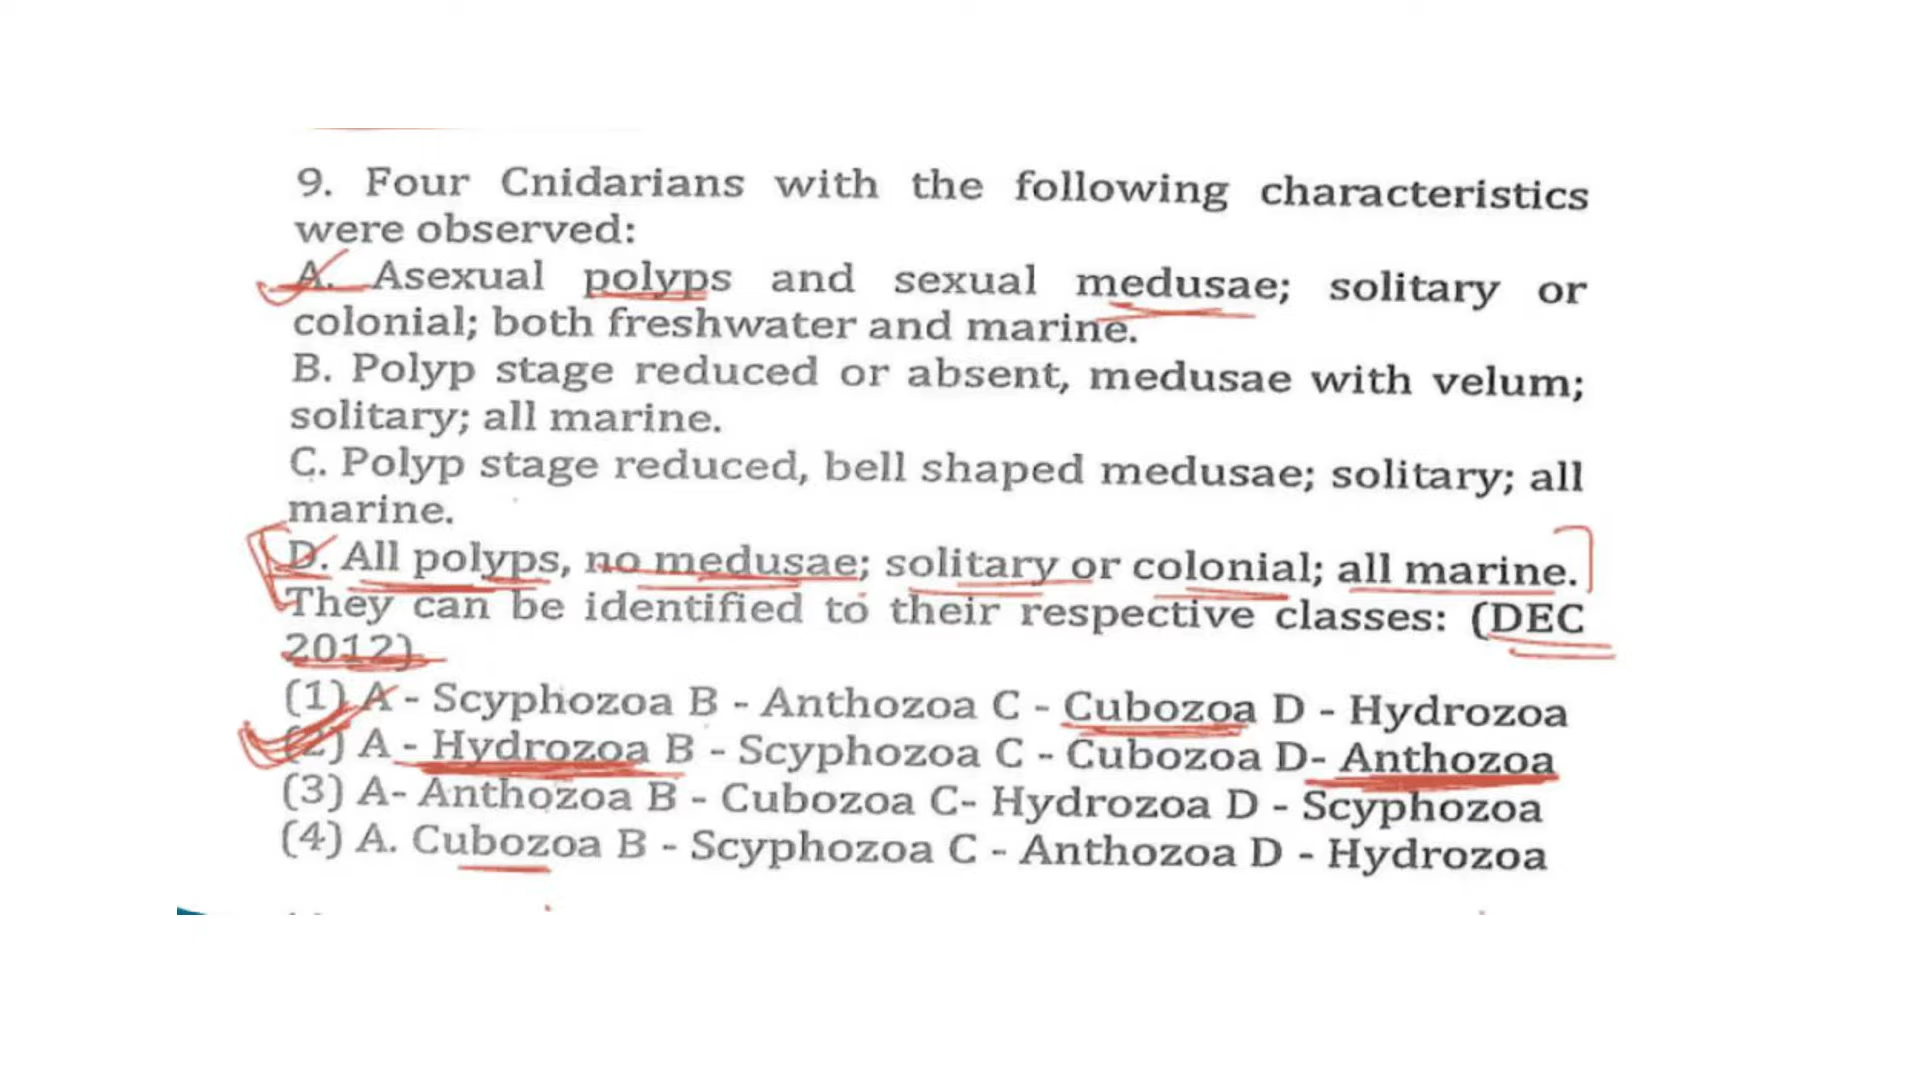 9. Four Cnidarians with the following characteristics
were observed:
A. Asexual polyps and sexual medusae; solitary or
colonial; both freshwater and marine.
B. Polyp stage reduced or absent, medusae with velum;
solitary; all marine.
C. Polyp stage reduced, bell shaped medusae; solitary; all
marine.
D. All polyps, no medusae; solitary or colonial; all marine.
They can be identified to their respective classes: (DEC
2012)
(1) A - Scyphozoa B - Anthozoa C - Cubozoa D - Hydrozoa
(2) A - Hydrozoa B - Scyphozoa C - Cubozoa D- Anthozoa
(3) A- Anthozoa B - Cubozoa C- Hydrozoa D - Scyphozoa
(4) A. Cubozoa B - Scyphozoa C - Anthozoa D - Hydrozoa